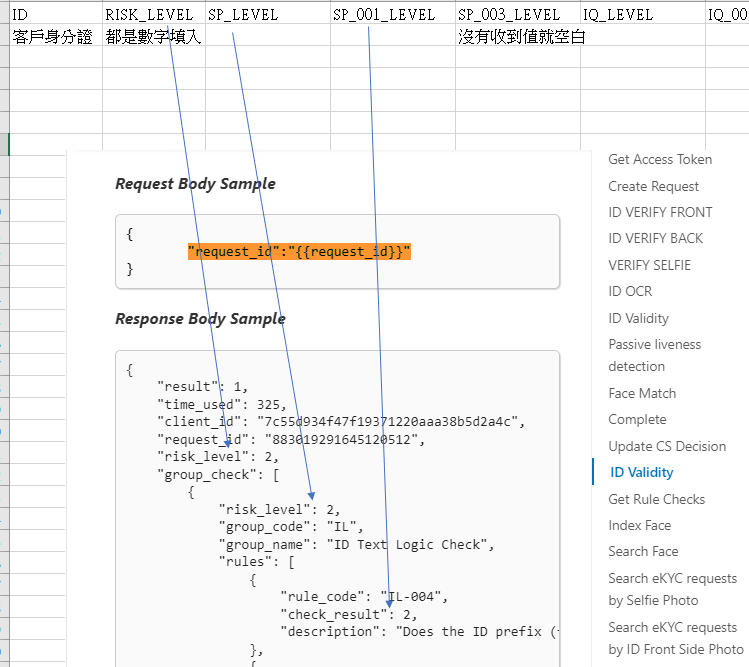 ID RISK_LEVEL SP_LEVEL SP_001_LEVEL SP_003_LEVEL IQ_LEVEL IQ_00
客戶身分證 都是數字填入 沒有收到值就空白
Request Body Sample
{
"request_id":"{{request_id}}"
}
Response Body Sample
{
"result": 1,
"time_used": 325,
"client_id": "7c55d934f47f19371220aaa38b5d2a4c",
"request_id": "883019291645120512",
"risk_level": 2,
"group_check": [
{
"risk_level": 2,
"group_code": "IL",
"group_name": "ID Text Logic Check",
"rules": [
{
"rule_code": "IL-004",
"check_result": 2,
"description": "Does the ID prefix (
},
{
Get Access Token
Create Request
ID VERIFY FRONT
ID VERIFY BACK
VERIFY SELFIE
ID OCR
ID Validity
Passive liveness
detection
Face Match
Complete
Update CS Decision
ID Validity
Get Rule Checks
Index Face
Search Face
Search eKYC requests
by Selfie Photo
Search eKYC requests
by ID Front Side Photo